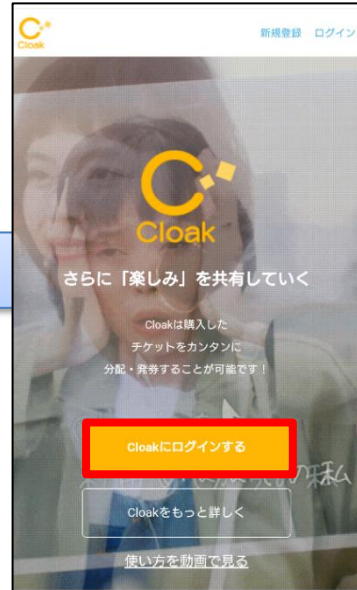 Cloak
新規登録 ログイン
Cloak
さらに「楽しみ」を共有していく
Cloakは購入した
チケットをカンタンに
分配・発券することが可能です！
Cloakにログインする
Cloakをもっと詳しく
使い方を動画で見る